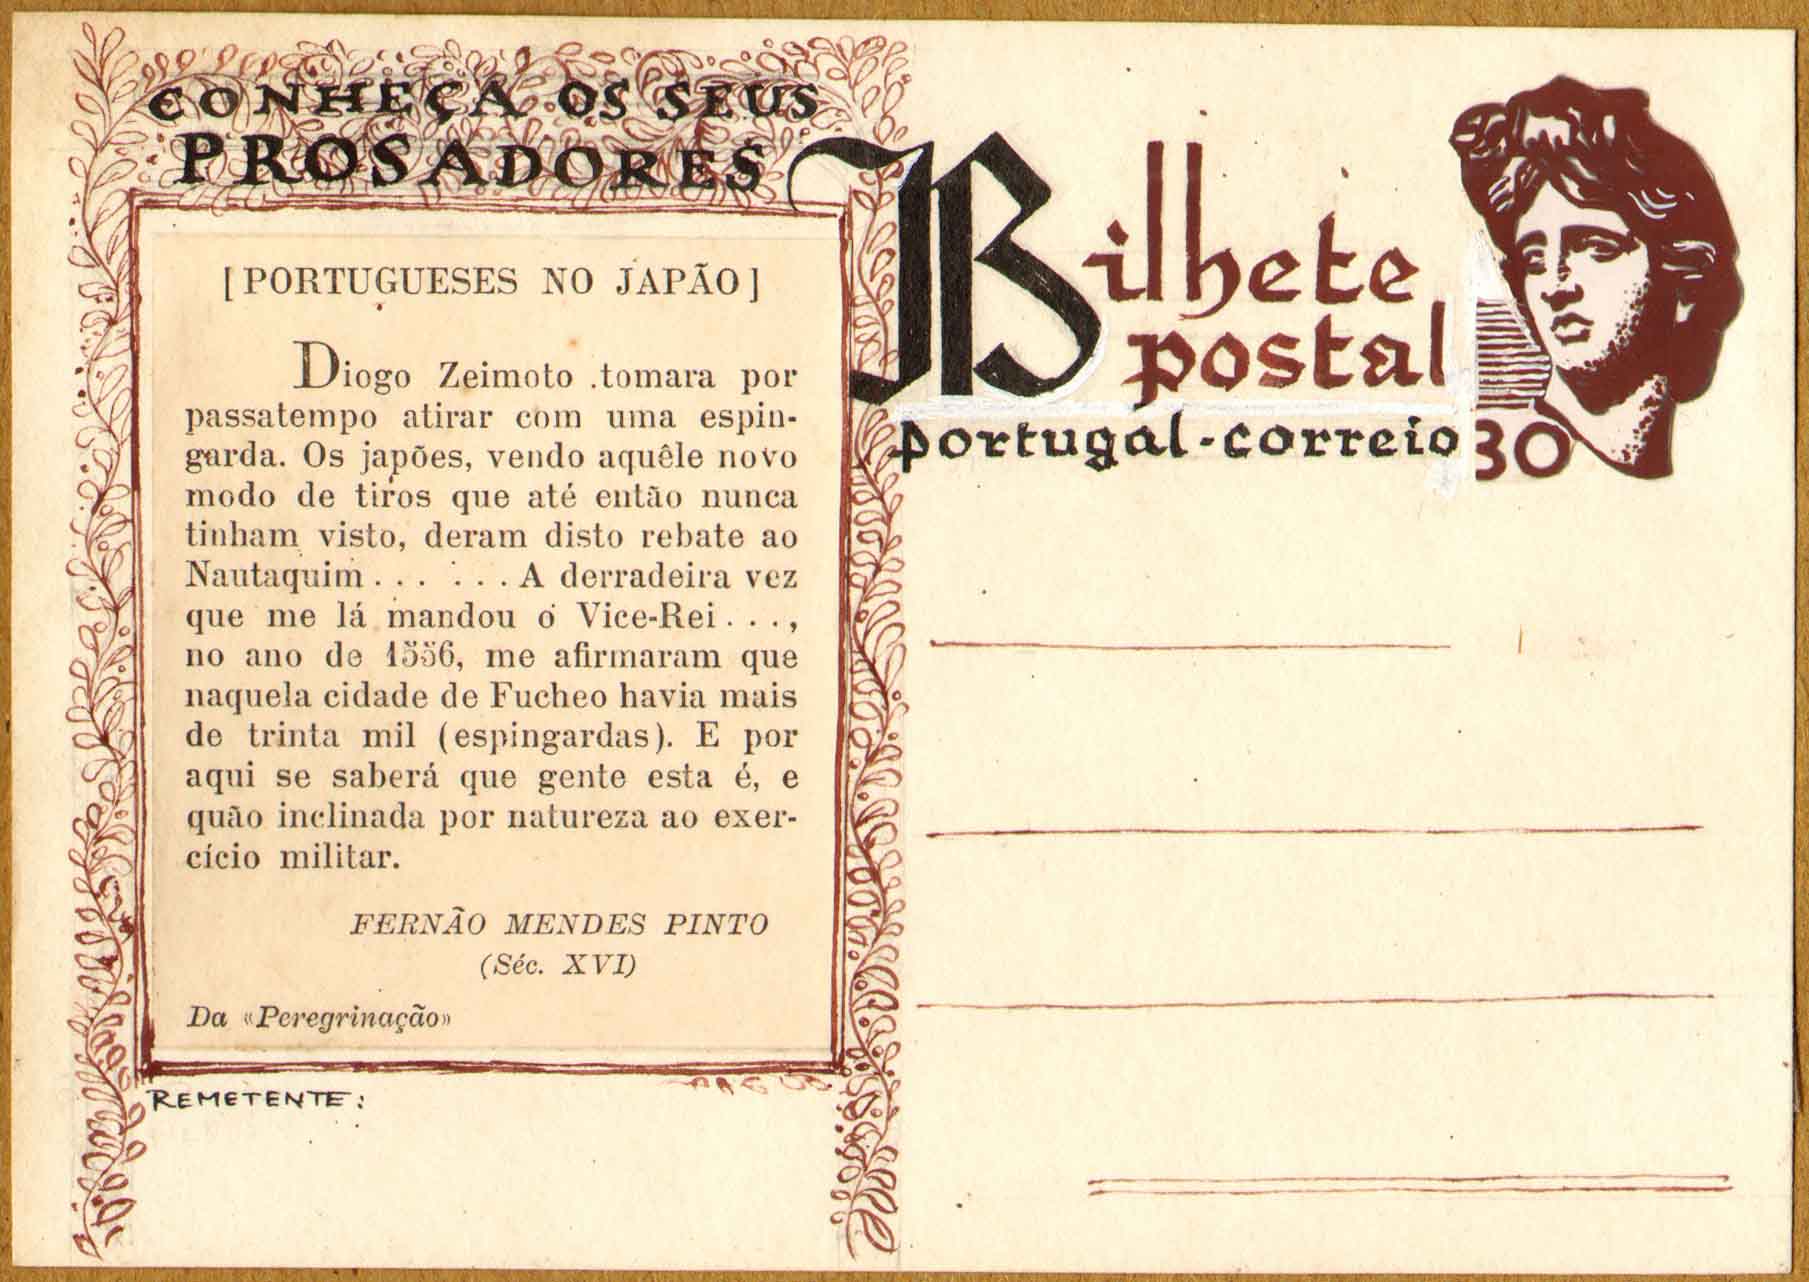 CONHEÇA OS SEUS
PROSADORES
[PORTUGUESES NO JAPÃO]
Diogo Zeimoto .tomara por
passatempo atirar com uma espin-
garda. Os japões, vendo aquêle novo
modo de tiros que até então nunca
tinham visto, deram disto rebate ao
Nautaquim . . . . . . A derradeira vez
que me lá mandou o Vice-Rei . . . ,
no ano de 1556, me afirmaram que
naquela cidade de Fucheo havia mais
de trinta mil (espingardas). E por
aqui se saberá que gente esta é, e
quão inclinada por natureza ao exer-
cício militar.
FERNÃO MENDES PINTO
(Séc. XVI)
Da «Peregrinação»
REMETENTE:
Bilhete
postal
portugal-correio
30